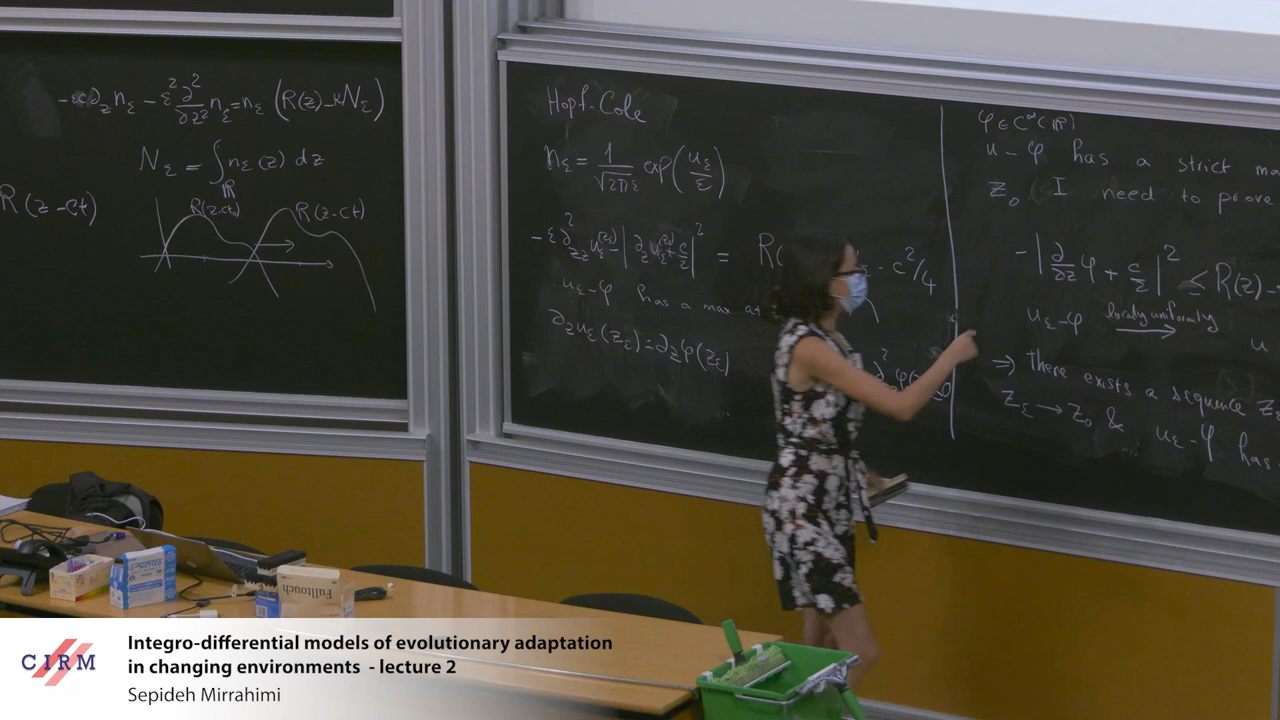 -εc∂_z n_ε - ε² ∂²/∂z² n_ε = n_ε (R(z) - κN_ε)
N_ε = ∫_ℝ n_ε(z) dz
R(z-ct)
R(z-ct)
R(z-ct)
Hopf-Cole
n_ε = 1/√(2πε) exp(u_ε/ε)
-ε∂²_zz u_ε(z_ε) - |∂_z u_ε(z_ε) + c/2|² = R( - c²/4
u_ε-φ has a max at
∂_z u_ε(z_ε) = ∂_z φ(z_ε)
φ∈C^∞(ℝ)
u-φ has a strict ma
z_0. I need to prove
-|∂/∂z φ + c/2|² ≤ R(z) -
u_ε-φ locally uniformly → u
⇒ there exists a sequence z_ε
z_ε → z_0 & u_ε-φ has
Fulltouch
CIRM
Integro-differential models of evolutionary adaptation
in changing environments - lecture 2
Sepideh Mirrahimi